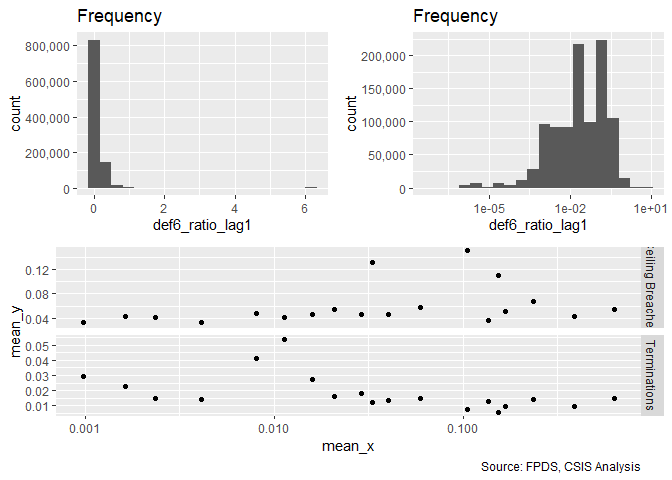 Frequency
800,000
600,000
400,000
200,000
0
count
0
2
4
6
def6_ratio_lag1
Frequency
200,000
150,000
100,000
50,000
0
count
1e-05
1e-02
1e+01
def6_ratio_lag1
mean_y
0.12
0.08
0.04
eiling Breache
0.05
0.04
0.03
0.02
0.01
Terminations
0.001
0.010
0.100
mean_x
Source: FPDS, CSIS Analysis